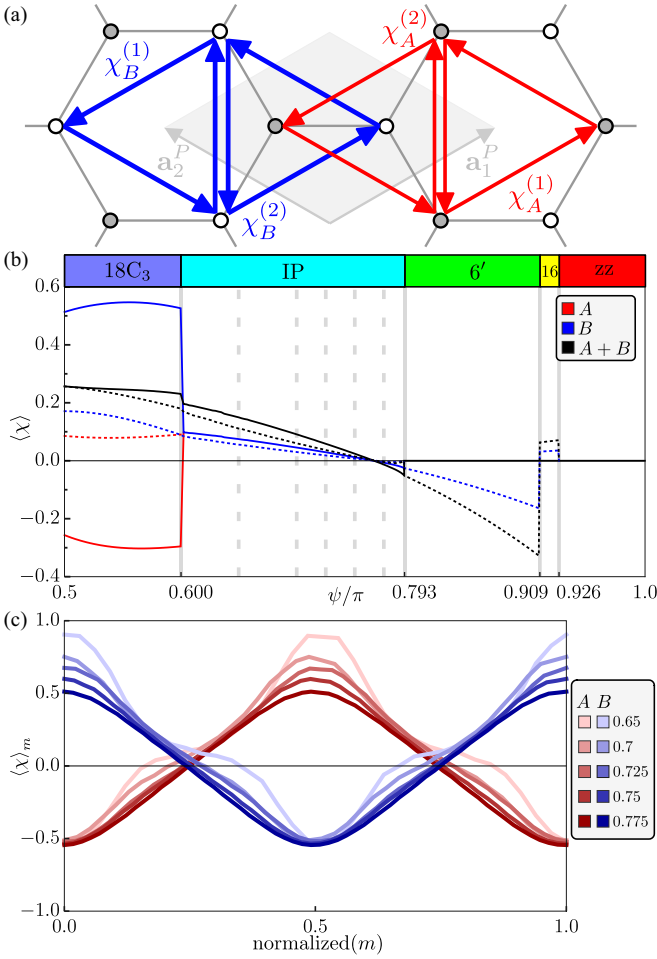 (a)
χ_B^(1)
χ_A^(2)
a_2^P
a_1^P
χ_B^(2)
χ_A^(1)
(b)
18C₃ IP 6′ 16 zz
0.6
0.4
0.2
0.0
−0.2
−0.4
⟨χ⟩
A
B
A + B
0.5 0.600 ψ/π 0.793 0.909 0.926 1.0
(c)
1.0
0.5
0.0
−0.5
−1.0
⟨χ⟩_m
A B
0.65
0.7
0.725
0.75
0.775
0.0 0.5 1.0
normalized(m)